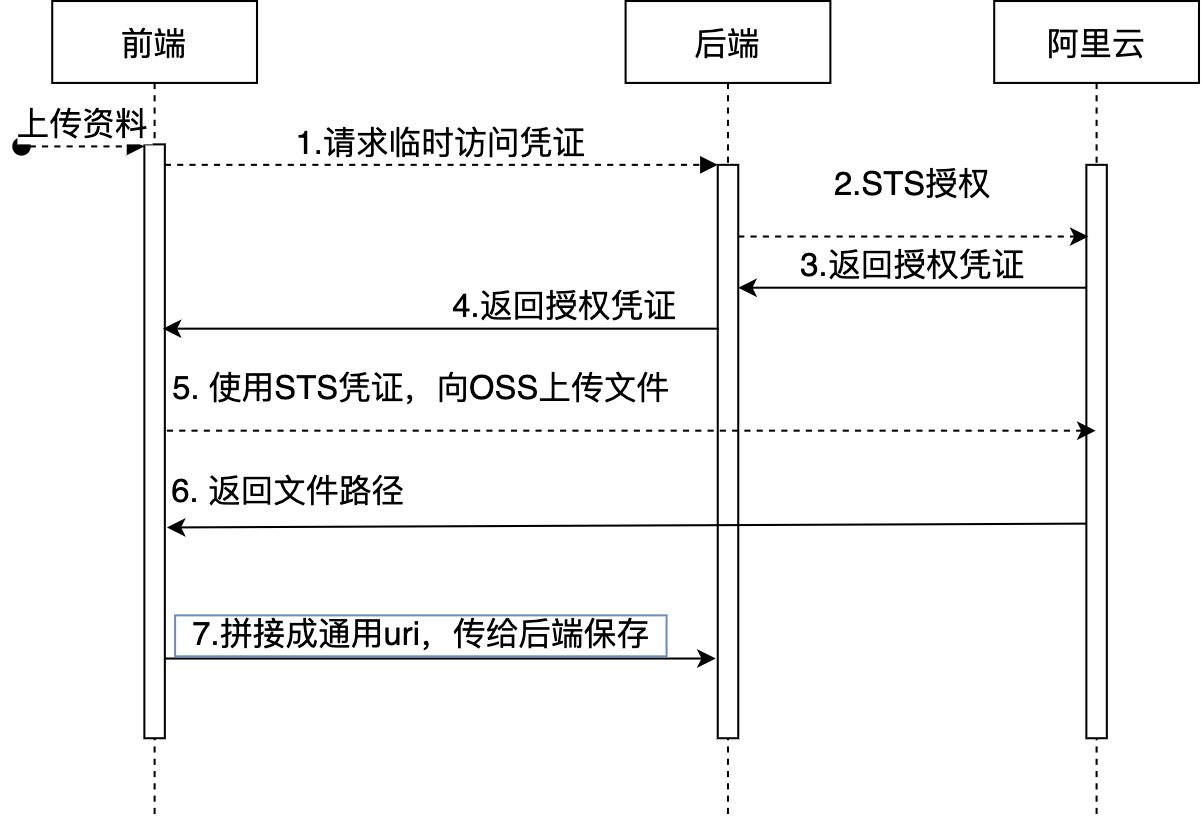 前端
后端
阿里云
上传资料
1.请求临时访问凭证
2.STS授权
3.返回授权凭证
4.返回授权凭证
5. 使用STS凭证，向OSS上传文件
6. 返回文件路径
7.拼接成通用uri，传给后端保存